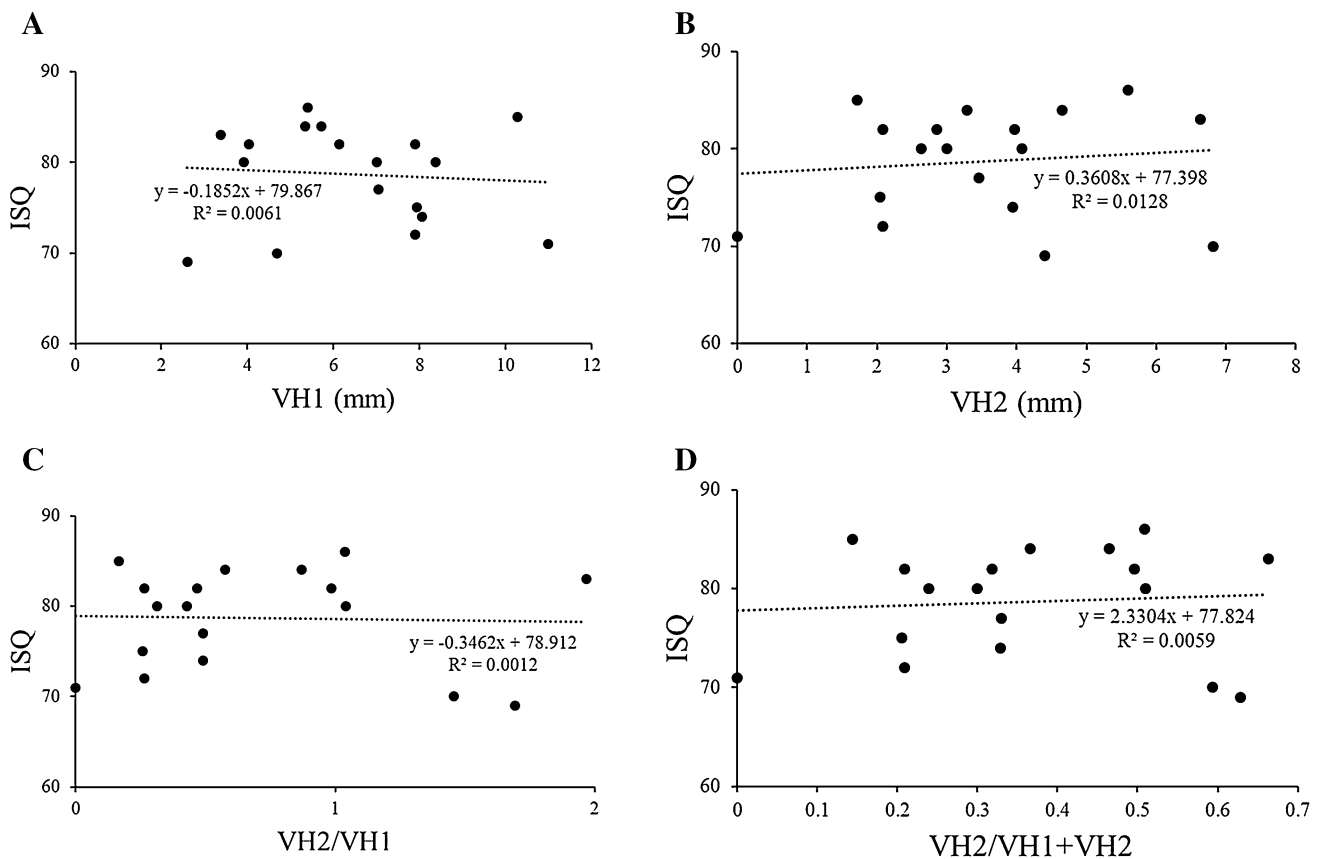 A
90
80
70
60
ISQ
y = -0.1852x + 79.867
R² = 0.0061
0 2 4 6 8 10 12
VH1 (mm)
B
90
80
70
60
ISQ
y = 0.3608x + 77.398
R² = 0.0128
0 1 2 3 4 5 6 7 8
VH2 (mm)
C
90
80
70
60
ISQ
y = -0.3462x + 78.912
R² = 0.0012
0 1 2
VH2/VH1
D
90
80
70
60
ISQ
y = 2.3304x + 77.824
R² = 0.0059
0 0.1 0.2 0.3 0.4 0.5 0.6 0.7
VH2/VH1+VH2